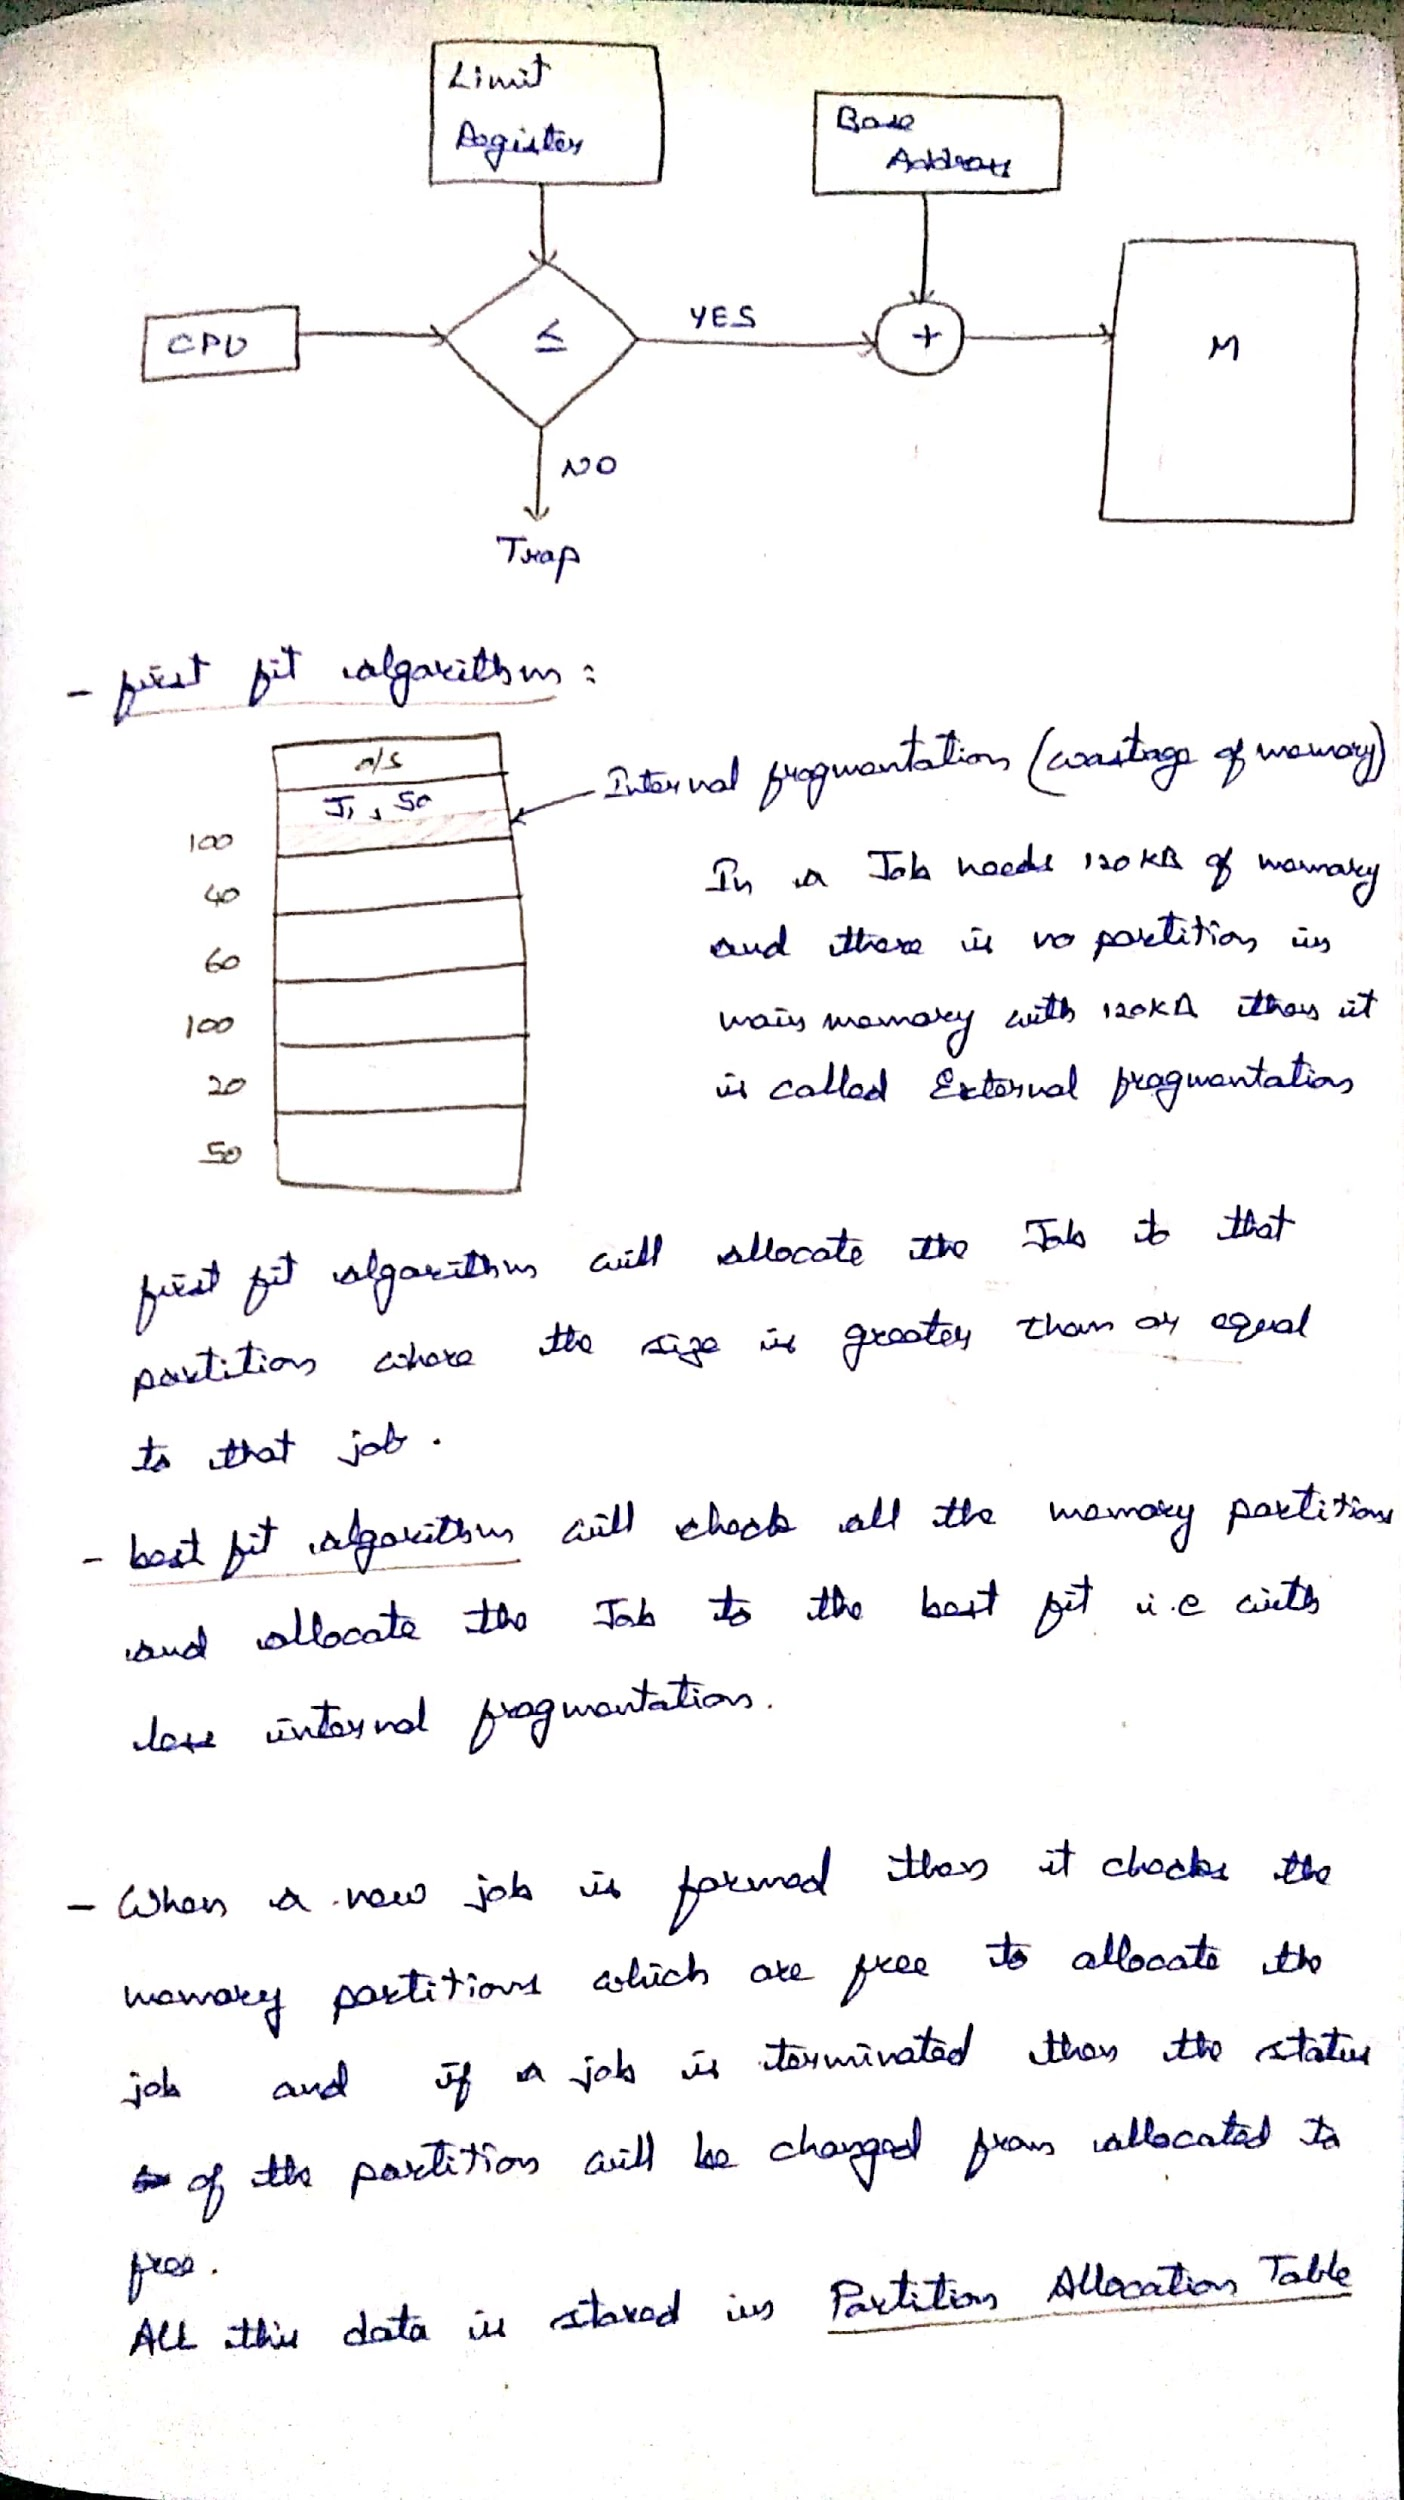 Limit
Register
Base
Address
CPU
≤
YES
+
M
NO
Trap
- first fit algorithm :
o/s
J1 , 50
Internal fragmentation (wastage of memory)
100
40
60
100
20
50
In a Job needs 120 KB of memory
and there is no partition in
main memory with 120KB then it
is called External fragmentation
first fit algorithm will allocate the Job to that
partition where the size is greater than or equal
to that job .
- best fit algorithm will check all the memory partitions
and allocate the Job to the best fit i.e with
less internal fragmentation.
- When a new job is formed then it checks the
memory partitions which are free to allocate the
job and if a job is terminated then the status
of the partition will be changed from allocated to
free .
All this data is stored in Partition Allocation Table